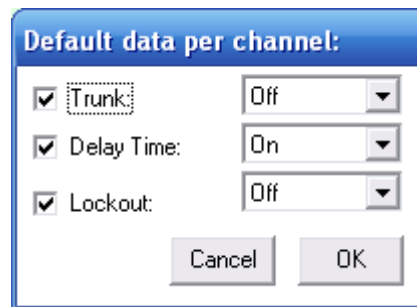 Default data per channel:
Trunk: Off
Delay Time: On
Lockout: Off
Cancel OK